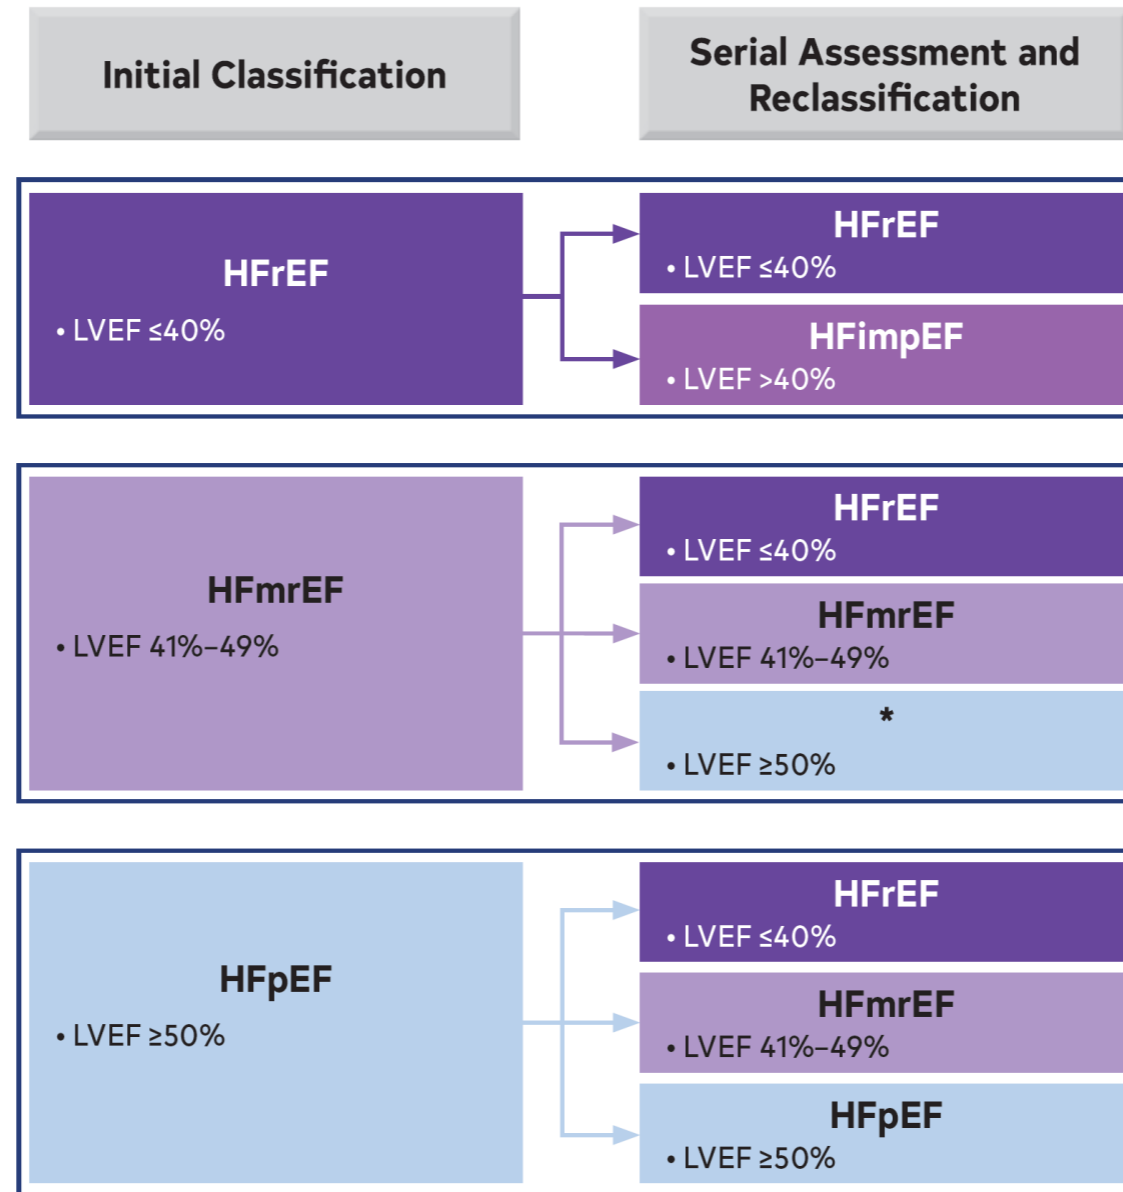 Initial Classification
Serial Assessment and
Reclassification
HFrEF
• LVEF ≤40%
HFrEF
• LVEF ≤40%
HFimpEF
• LVEF >40%
HFmrEF
• LVEF 41%–49%
HFrEF
• LVEF ≤40%
HFmrEF
• LVEF 41%–49%
*
• LVEF ≥50%
HFpEF
• LVEF ≥50%
HFrEF
• LVEF ≤40%
HFmrEF
• LVEF 41%–49%
HFpEF
• LVEF ≥50%